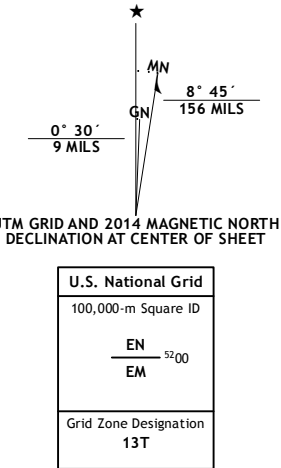 MN
8° 45´
156 MILS
GN
0° 30´
9 MILS
UTM GRID AND 2014 MAGNETIC NORTH
DECLINATION AT CENTER OF SHEET
U.S. National Grid
100,000-m Square ID
EN
5200
EM
Grid Zone Designation
13T